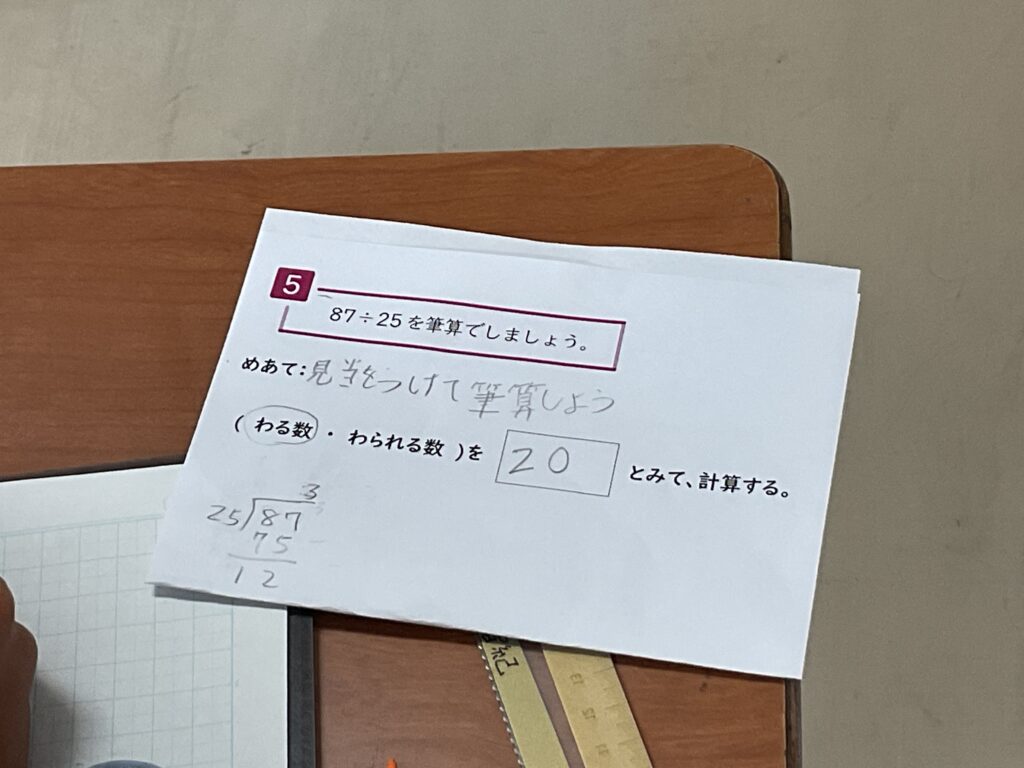 5
87÷25を筆算でしましょう。
めあて:見当をつけて筆算しよう
(わる数・わられる数)を 20 とみて、計算する。
3
25)87
75
12